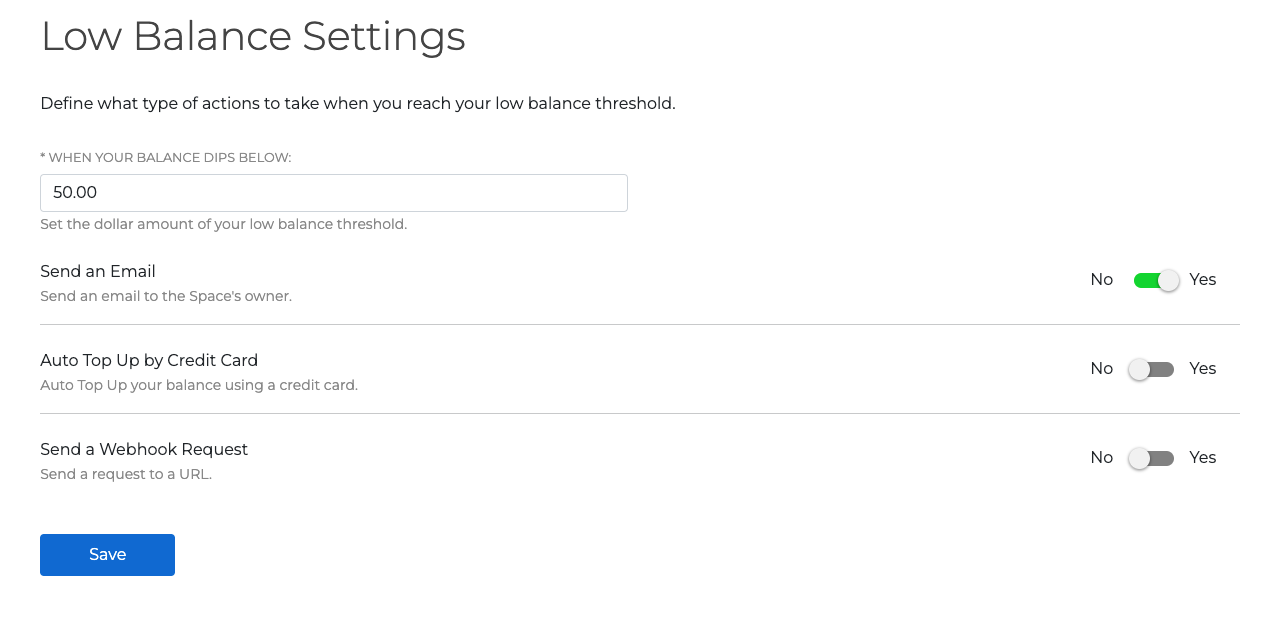 Low Balance Settings
Define what type of actions to take when you reach your low balance threshold.
* WHEN YOUR BALANCE DIPS BELOW:
50.00
Set the dollar amount of your low balance threshold.
Send an Email
No Yes
Send an email to the Space's owner.
Auto Top Up by Credit Card
No Yes
Auto Top Up your balance using a credit card.
Send a Webhook Request
No Yes
Send a request to a URL.
Save